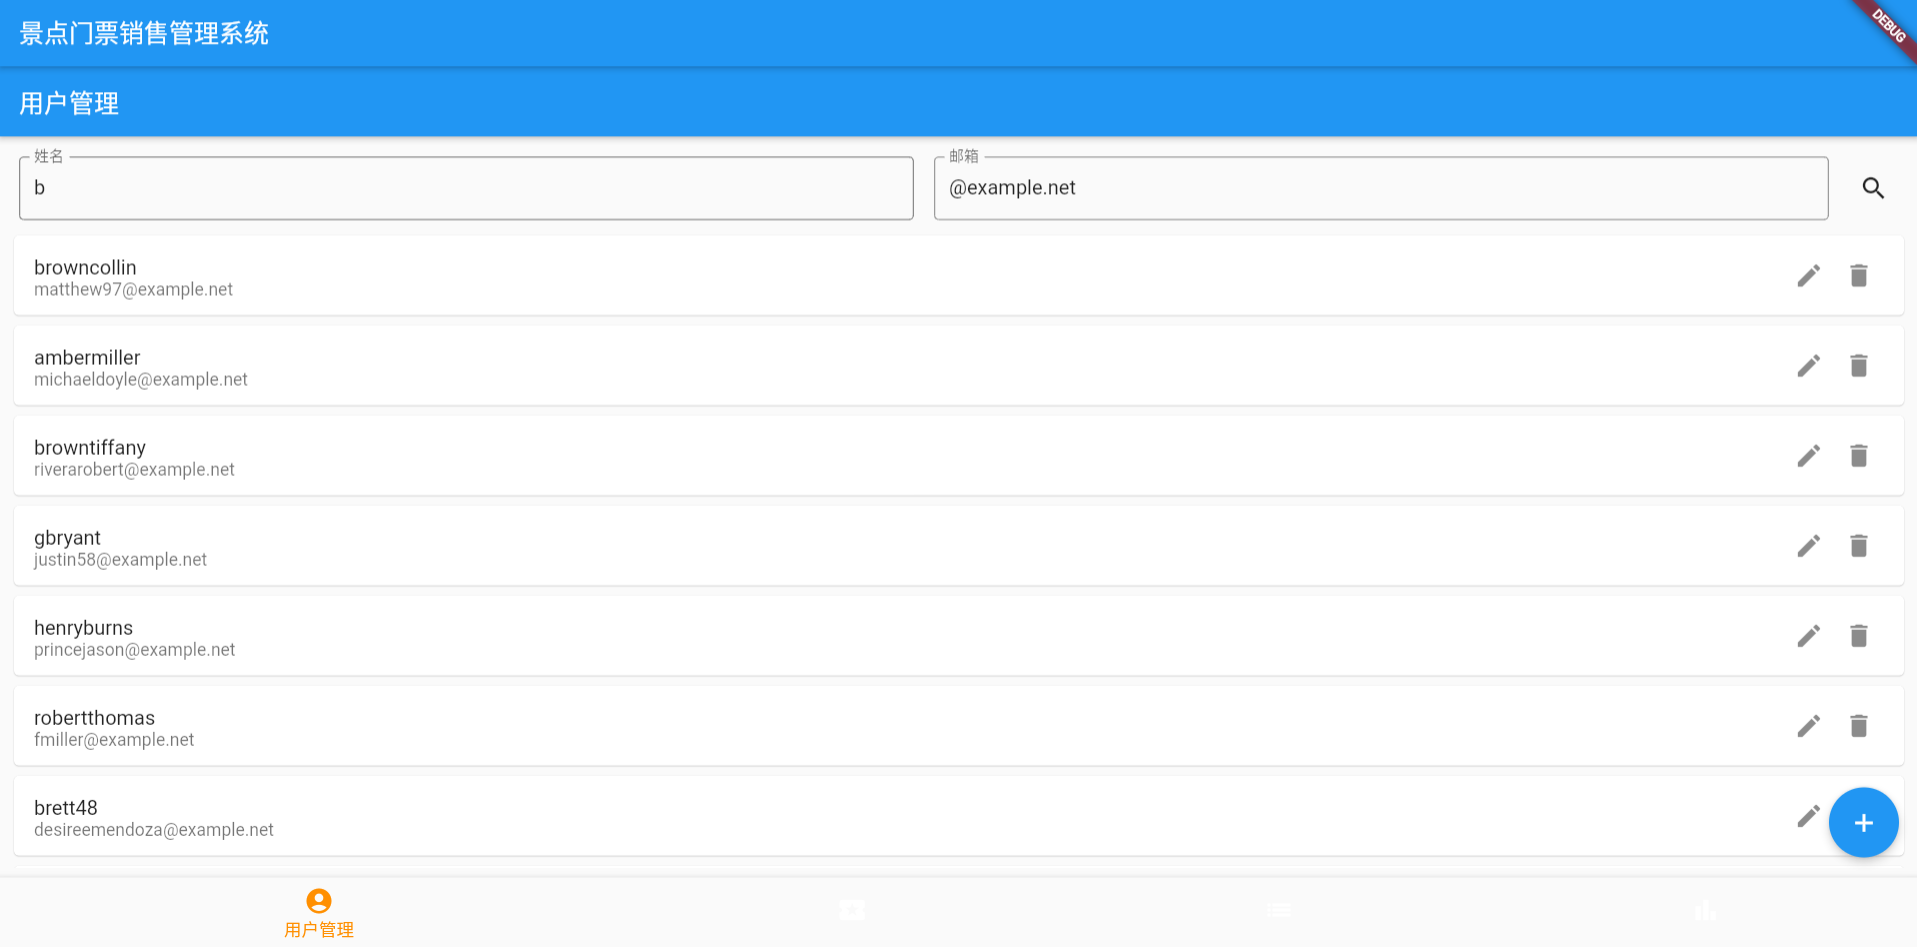 景点门票销售管理系统
DEBUG
用户管理
姓名
b
邮箱
@example.net
browncollin
matthew97@example.net
ambermiller
michaeldoyle@example.net
browntiffany
riverarobert@example.net
gbryant
justin58@example.net
henryburns
princejason@example.net
robertthomas
fmiller@example.net
brett48
desireemendoza@example.net
用户管理